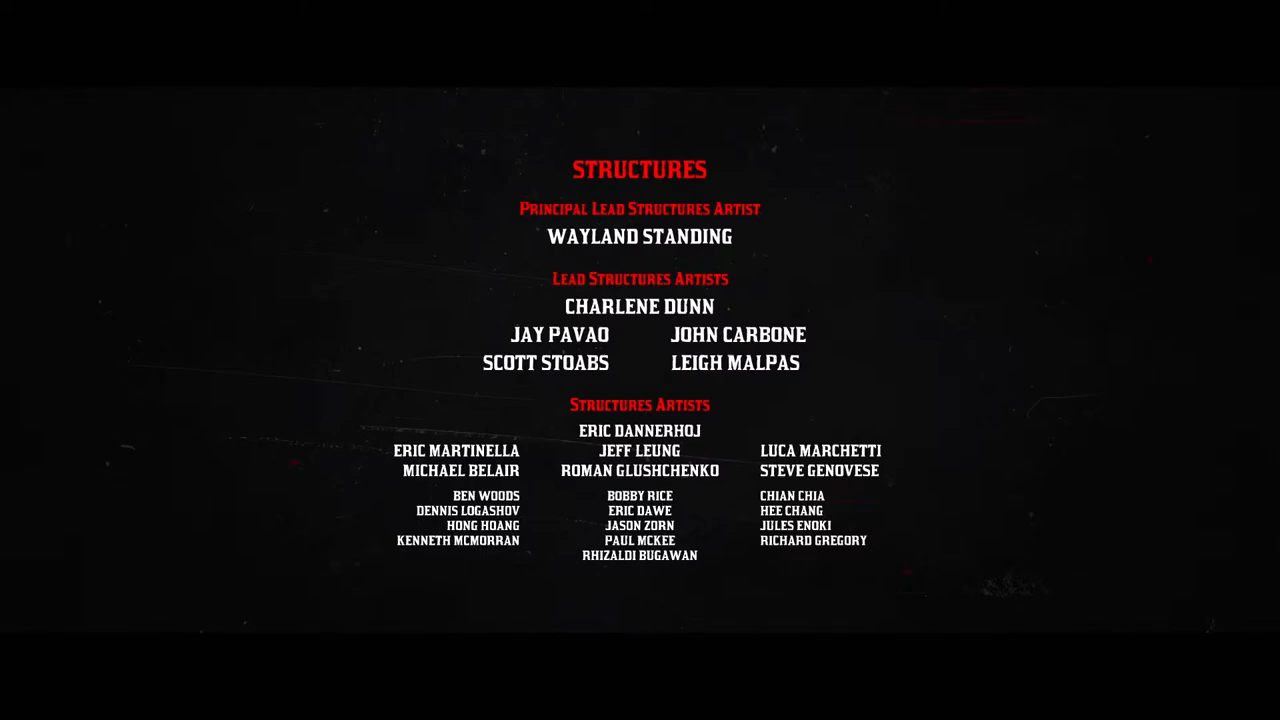 STRUCTURES
PRINCIPAL LEAD STRUCTURES ARTIST
WAYLAND STANDING
LEAD STRUCTURES ARTISTS
CHARLENE DUNN
JAY PAVAO JOHN CARBONE
SCOTT STOABS LEIGH MALPAS
STRUCTURES ARTISTS
ERIC DANNERHOJ
ERIC MARTINELLA JEFF LEUNG LUCA MARCHETTI
MICHAEL BELAIR ROMAN GLUSHCHENKO STEVE GENOVESE
BEN WOODS BOBBY RICE CHIAN CHIA
DENNIS LOGASHOV ERIC DAWE HEE CHANG
HONG HOANG JASON ZORN JULES ENOKI
KENNETH MCMORRAN PAUL MCKEE RICHARD GREGORY
RHIZALDI BUGAWAN